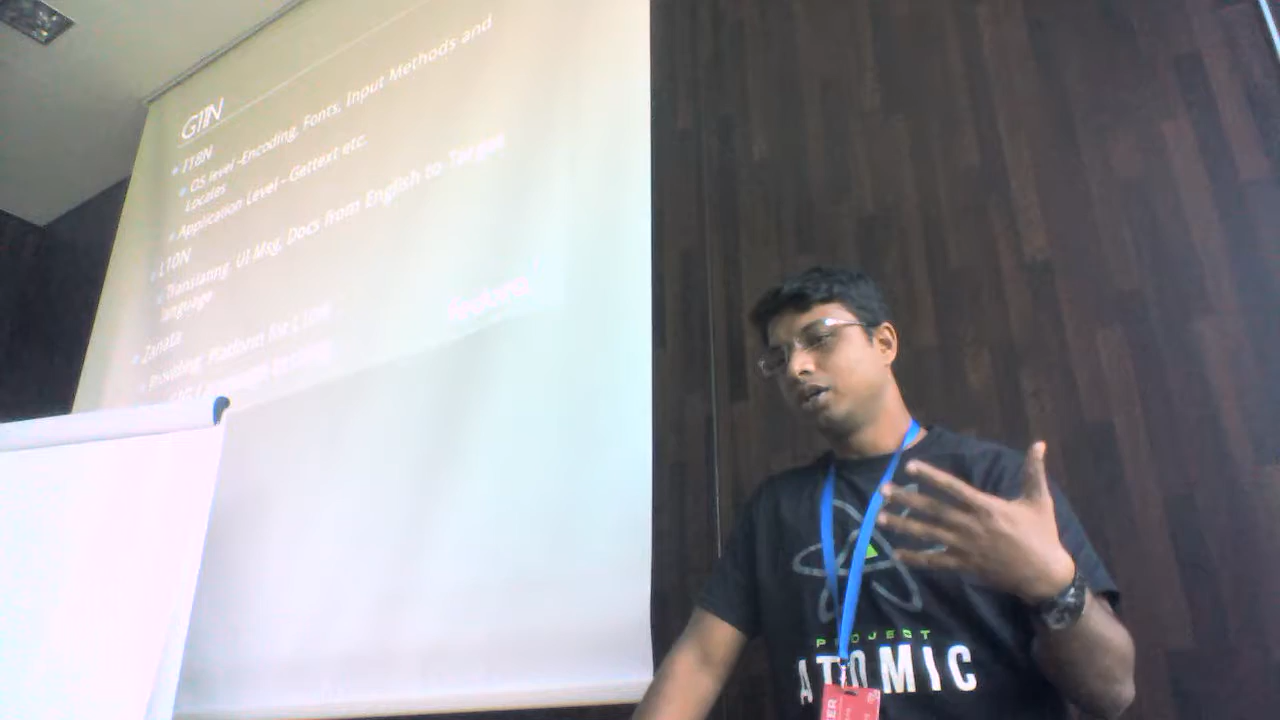 G11N
I18N
OS level -Encoding, Fonts, Input Methods and
Locales
Application Level - Gettext etc.
L10N
Translating UI Msg, Docs from English to Target
language
Zanata
Providing Platform for L10N
fedora
PROJECT
ATOMIC